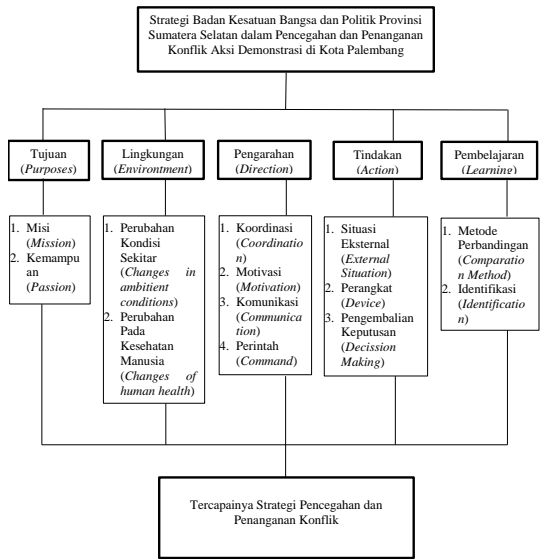 Strategi Badan Kesatuan Bangsa dan Politik Provinsi
Sumatera Selatan dalam Pencegahan dan Penanganan
Konflik Aksi Demonstrasi di Kota Palembang
Tujuan
(Purposes)
Lingkungan
(Environtment)
Pengarahan
(Direction)
Tindakan
(Action)
Pembelajaran
(Learning)
1. Misi
(Mission)
2. Kemampu
an
(Passion)
1. Perubahan
Kondisi
Sekitar
(Changes in
ambitient
conditions)
2. Perubahan
Pada
Kesehatan
Manusia
(Changes of
human health)
1. Koordinasi
(Coordinatio
n)
2. Motivasi
(Motivation)
3. Komunikasi
(Communica
tion)
4. Perintah
(Command)
1. Situasi
Eksternal
(External
Situation)
2. Perangkat
(Device)
3. Pengembalian
Keputusan
(Decission
Making)
1. Metode
Perbandingan
(Comparatio
n Method)
2. Identifikasi
(Identificatio
n)
Tercapainya Strategi Pencegahan dan
Penanganan Konflik